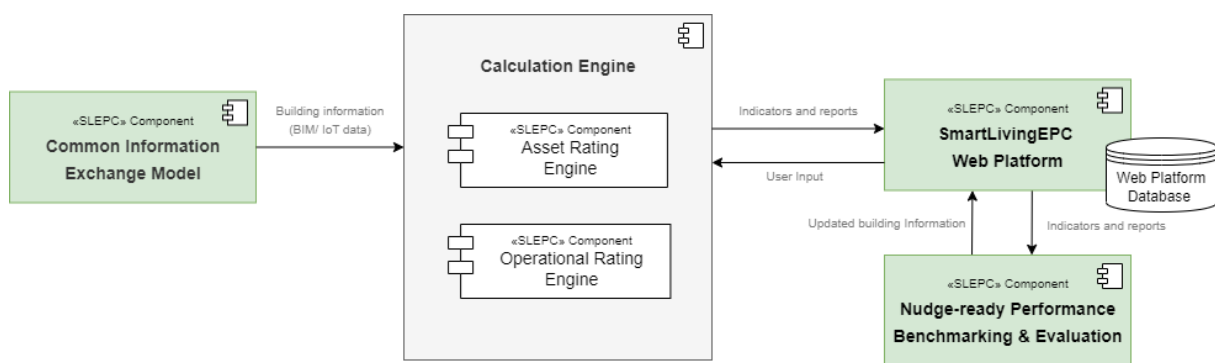 «SLEPC» Component
Common Information
Exchange Model
Building information
(BIM/ IoT data)
Calculation Engine
«SLEPC» Component
Asset Rating
Engine
«SLEPC» Component
Operational Rating
Engine
Indicators and reports
User Input
«SLEPC» Component
SmartLivingEPC
Web Platform
Web Platform
Database
Updated building Information
Indicators and reports
«SLEPC» Component
Nudge-ready Performance
Benchmarking & Evaluation